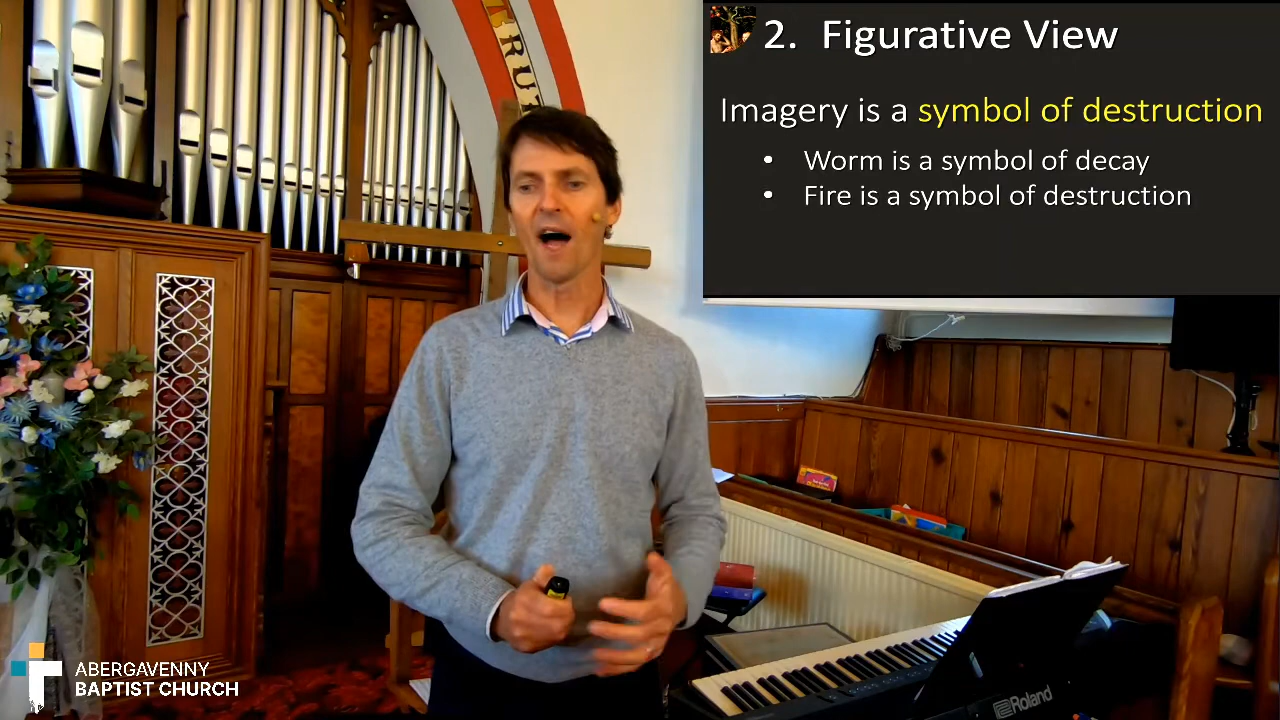 2. Figurative View
Imagery is a symbol of destruction
• Worm is a symbol of decay
• Fire is a symbol of destruction
TRUT
Roland
ABERGAVENNY
BAPTIST CHURCH